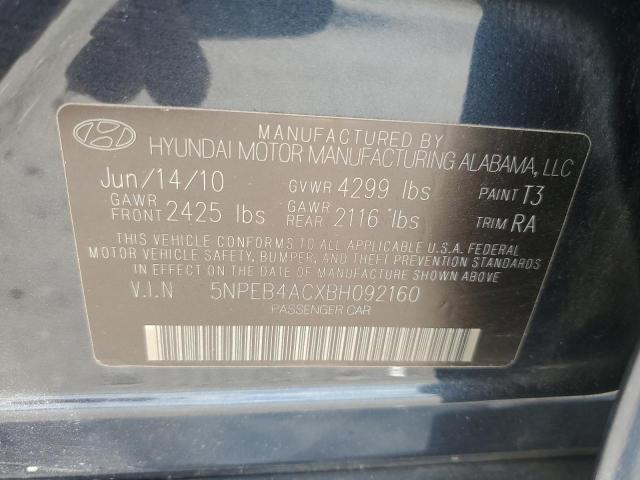 MANUFACTURED BY
HYUNDAI MOTOR MANUFACTURING ALABAMA, LLC
Jun/14/10 GVWR 4299 lbs PAINT T3
GAWR FRONT 2425 lbs GAWR REAR 2116 lbs TRIM RA
THIS VEHICLE CONFORMS TO ALL APPLICABLE U.S.A. FEDERAL
MOTOR VEHICLE SAFETY, BUMPER, AND THEFT PREVENTION STANDARDS
IN EFFECT ON THE DATE OF MANUFACTURE SHOWN ABOVE.
V.I.N 5NPEB4ACXBH092160
PASSENGER CAR